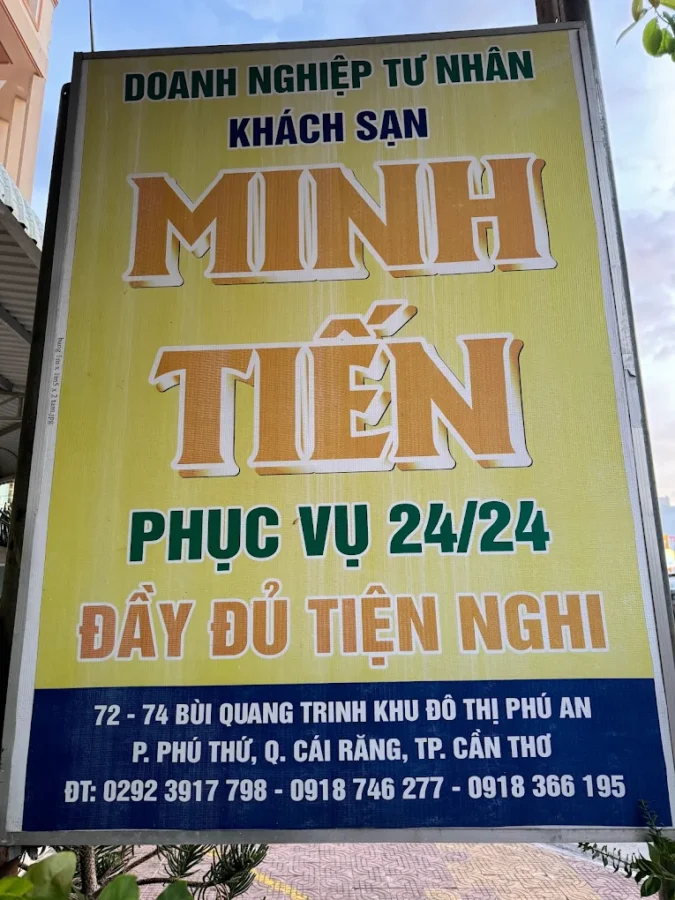 DOANH NGHIỆP TƯ NHÂN
KHÁCH SẠN
MINH
TIẾN
PHỤC VỤ 24/24
ĐẦY ĐỦ TIỆN NGHI
72 - 74 BÙI QUANG TRINH KHU ĐÔ THỊ PHÚ AN
P. PHÚ THỨ, Q. CÁI RĂNG, TP. CẦN THƠ
ĐT: 0292 3917 798 - 0918 746 277 - 0918 366 195